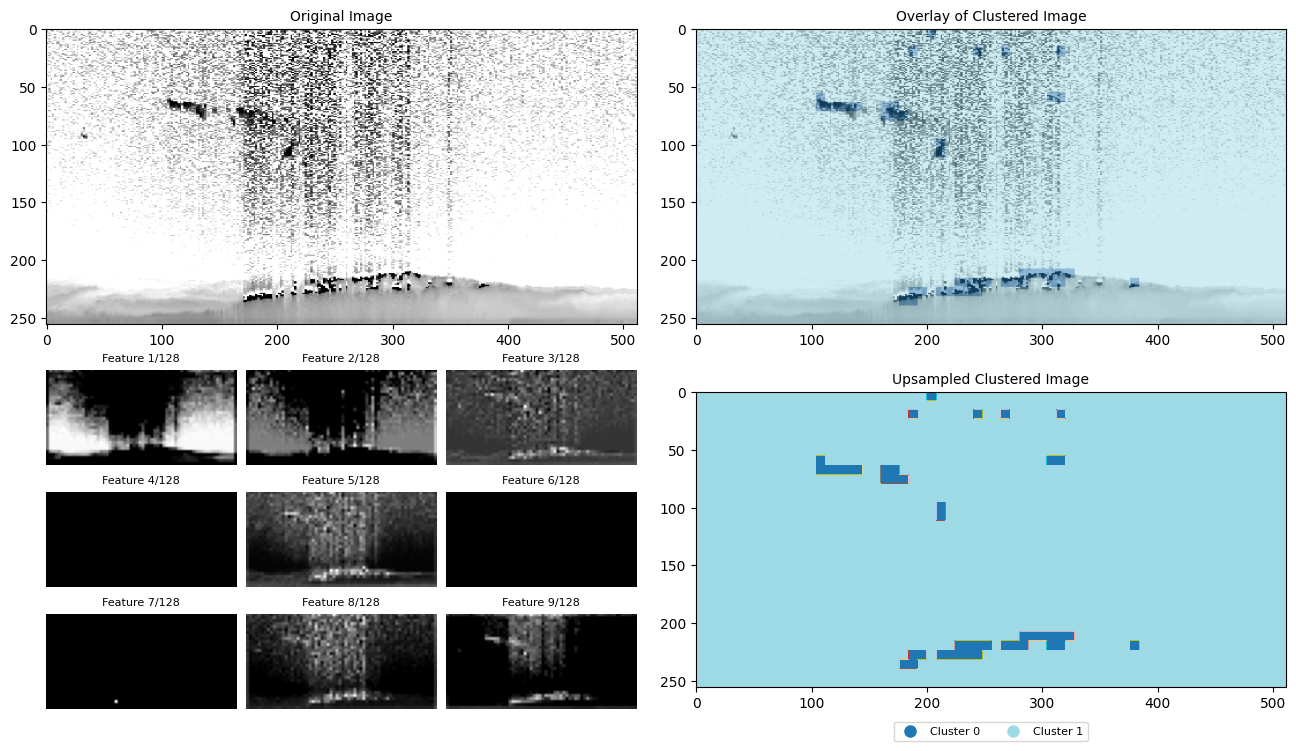 Original Image
0
50
100
150
200
250
0 100 200 300 400 500
Overlay of Clustered Image
0
50
100
150
200
250
0 100 200 300 400 500
Feature 1/128 Feature 2/128 Feature 3/128
Feature 4/128 Feature 5/128 Feature 6/128
Feature 7/128 Feature 8/128 Feature 9/128
Upsampled Clustered Image
0
50
100
150
200
250
0 100 200 300 400 500
Cluster 0 Cluster 1